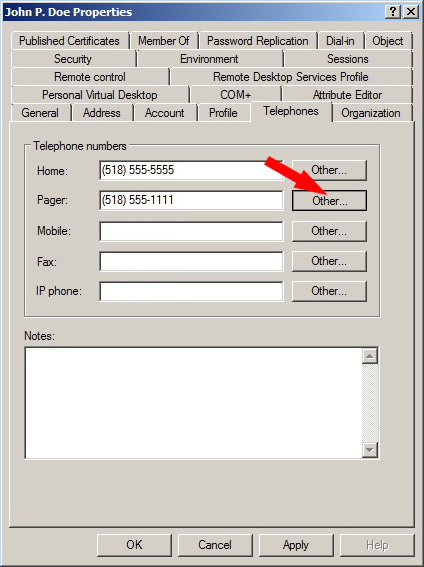 John P. Doe Properties
Published Certificates Member Of Password Replication Dial-in Object
Security Environment Sessions
Remote control Remote Desktop Services Profile
Personal Virtual Desktop COM+ Attribute Editor
General Address Account Profile Telephones Organization
Telephone numbers
Home: (518) 555-5555 Other...
Pager: (518) 555-1111 Other...
Mobile: Other...
Fax: Other...
IP phone: Other...
Notes:
OK Cancel Apply Help